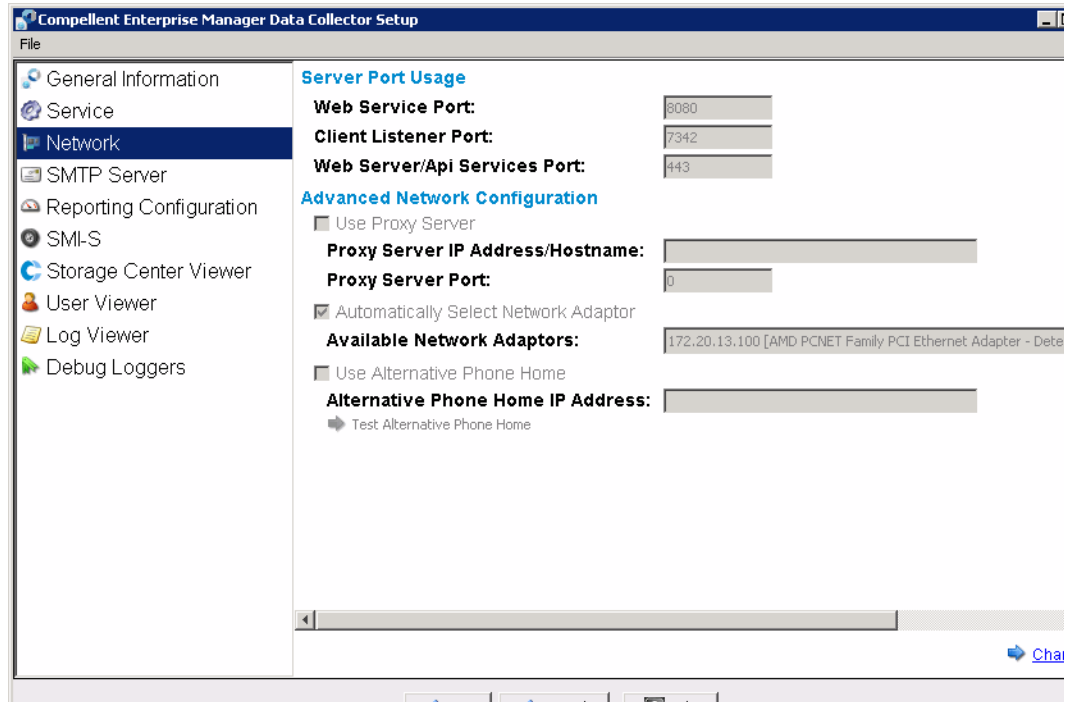 Compellent Enterprise Manager Data Collector Setup
File
General Information
Service
Network
SMTP Server
Reporting Configuration
SMI-S
Storage Center Viewer
User Viewer
Log Viewer
Debug Loggers
Server Port Usage
Web Service Port: 8080
Client Listener Port: 7342
Web Server/Api Services Port: 443
Advanced Network Configuration
Use Proxy Server
Proxy Server IP Address/Hostname:
Proxy Server Port: 0
Automatically Select Network Adaptor
Available Network Adaptors: 172.20.13.100 [AMD PCNET Family PCI Ethernet Adapter - Dete
Use Alternative Phone Home
Alternative Phone Home IP Address:
Test Alternative Phone Home